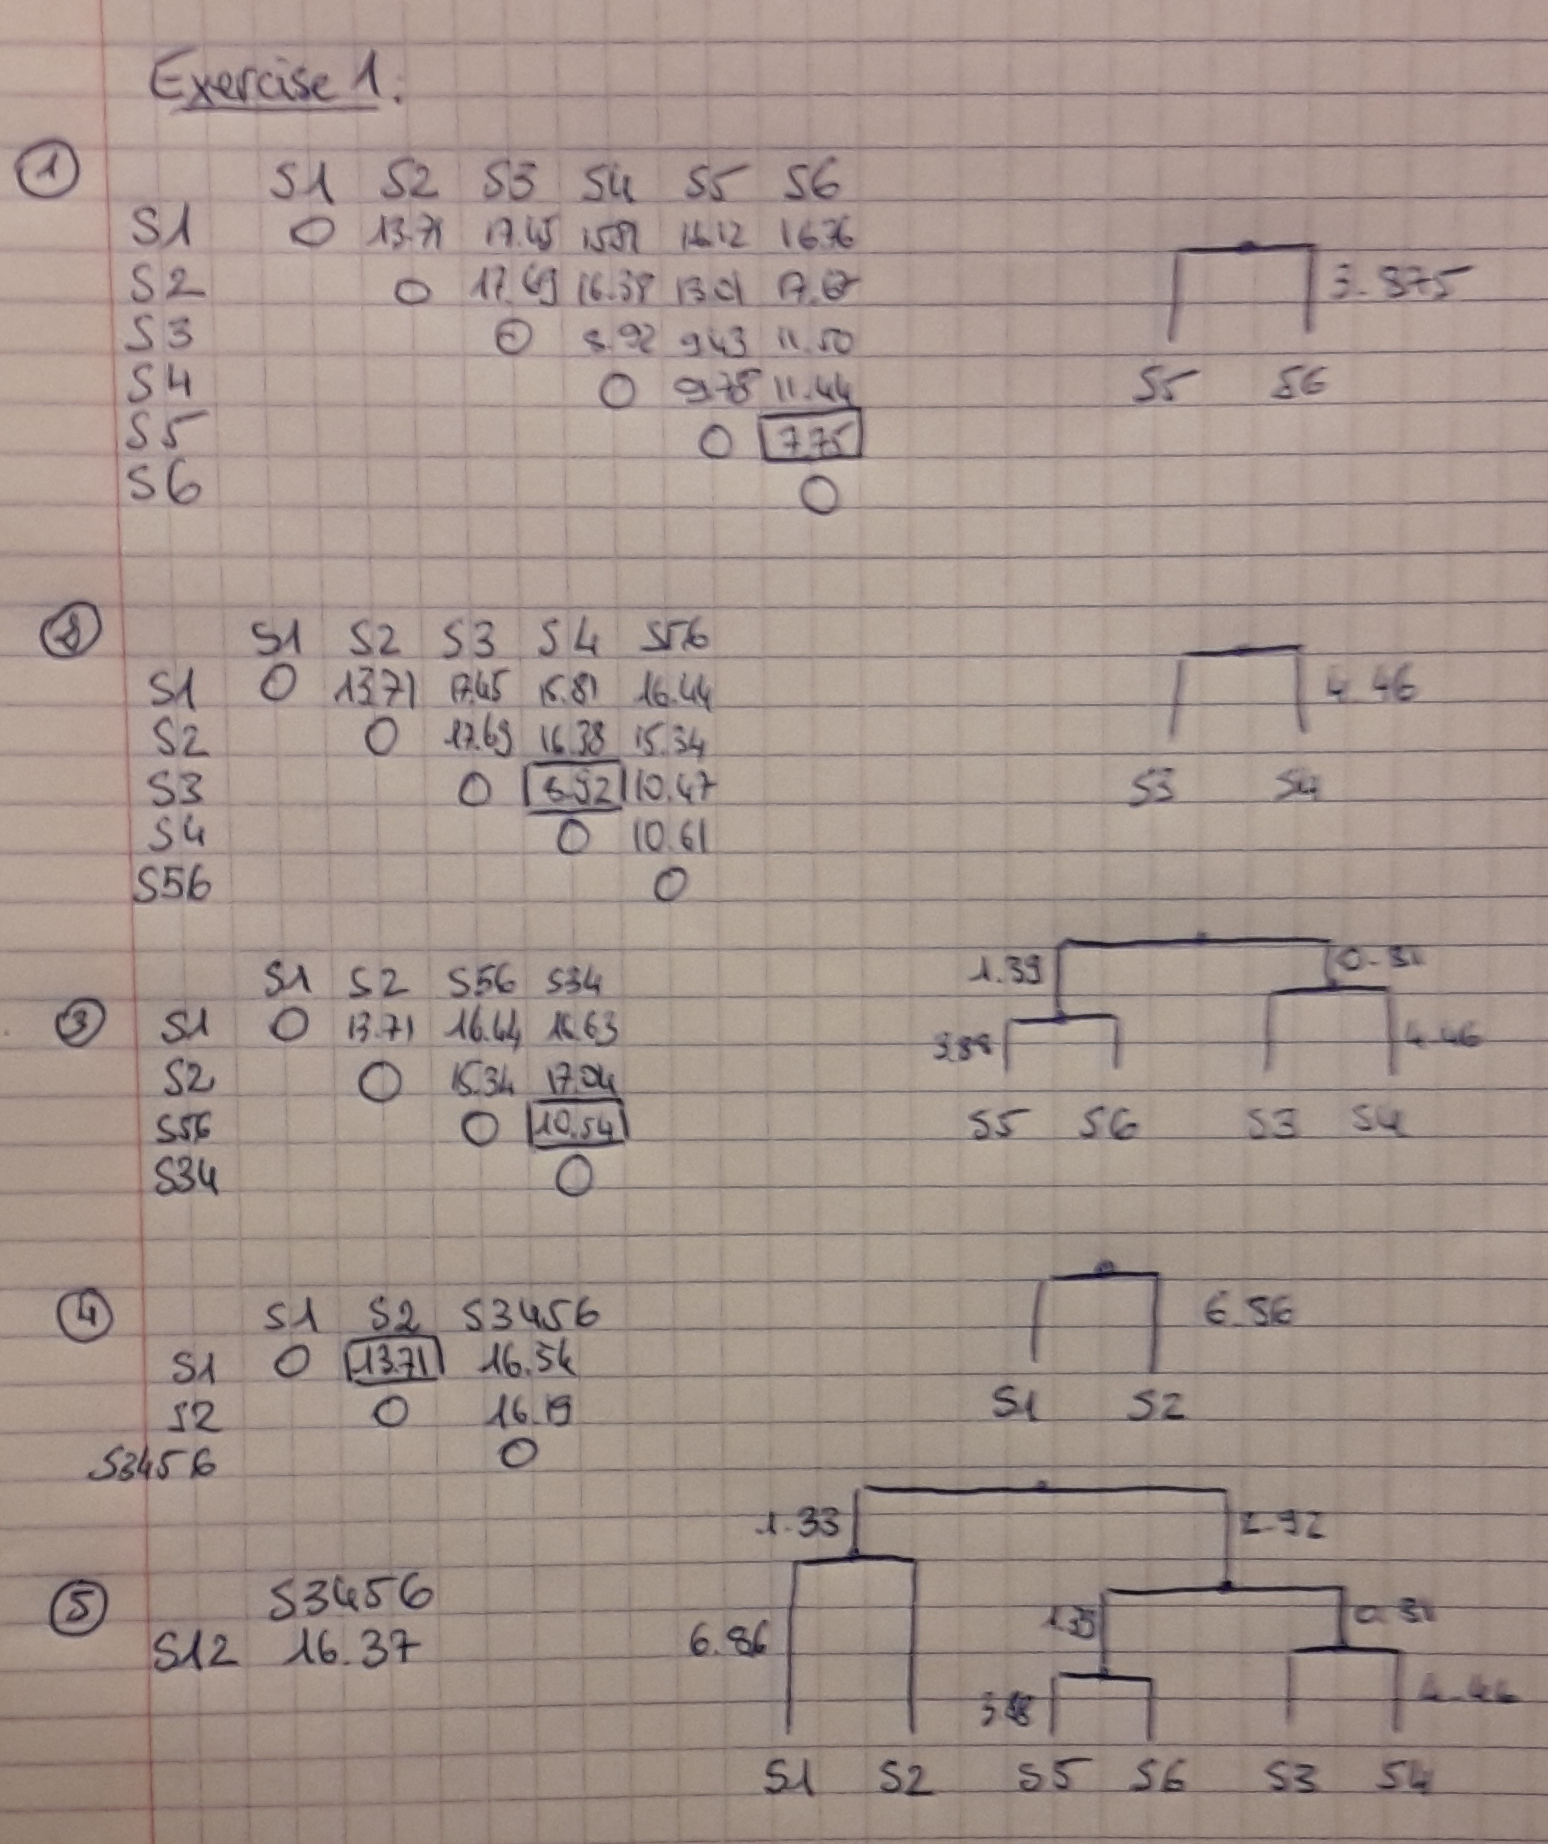 Exercise 1:
1
S1 S2 S3 S4 S5 S6
S1 0 13.71 17.45 15.81 16.12 16.76
S2 0 17.69 16.38 13.01 17.67
S3 0 8.92 9.43 11.50
S4 0 9.78 11.44
S5 0 7.75
S6 0
3.875
S5 S6
2
S1 S2 S3 S4 S56
S1 0 13.71 17.45 15.81 16.44
S2 0 17.69 16.38 15.34
S3 0 8.92 10.47
S4 0 10.61
S56 0
4.46
S3 S4
3
S1 S2 S56 S34
S1 0 13.71 16.44 16.63
S2 0 15.34 17.04
S56 0 10.54
S34 0
1.39 0.81
3.88 4.46
S5 S6 S3 S4
4
S1 S2 S3456
S1 0 13.71 16.54
S2 0 16.19
S3456 0
S1 S2
5
S3456
S12 16.37
1.33 2.92
6.86 1.39 0.81
3.88 4.46
S1 S2 S5 S6 S3 S4